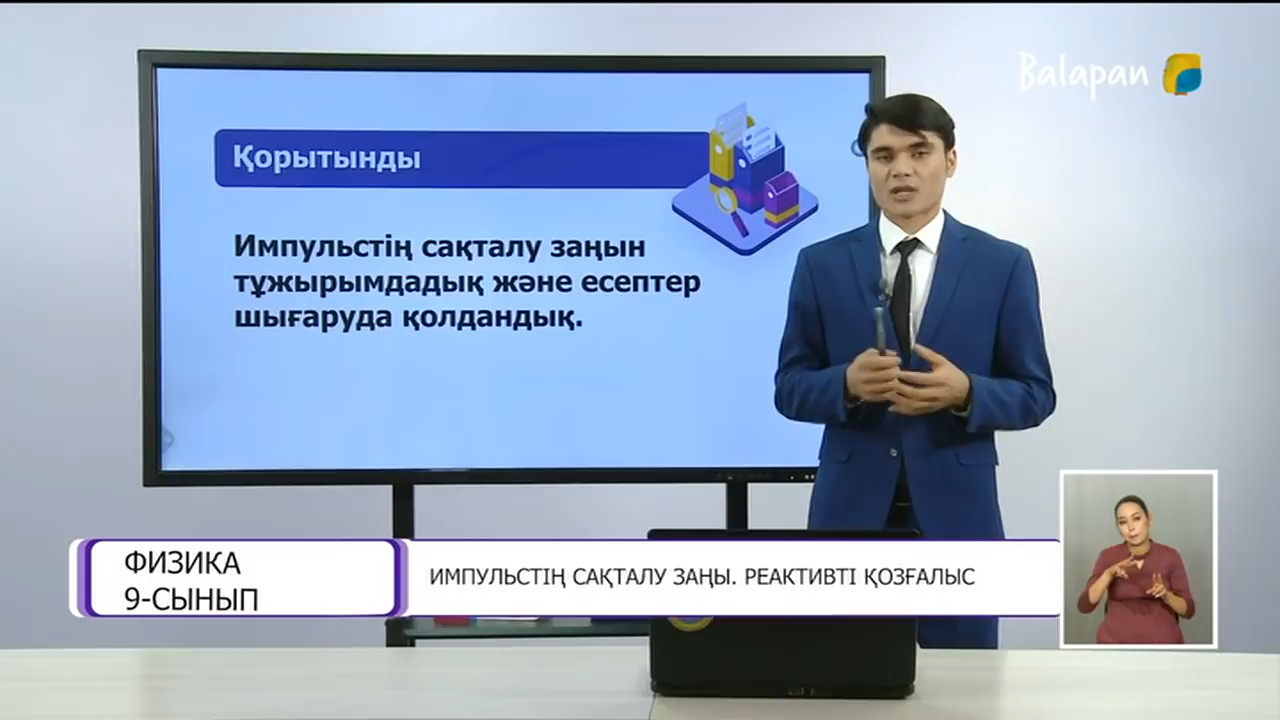 Balapan
Қорытынды
Импульстің сақталу заңын
тұжырымдадық және есептер
шығаруда қолдандық.
ФИЗИКА
9-СЫНЫП
ИМПУЛЬСТІҢ САҚТАЛУ ЗАҢЫ. РЕАКТИВТІ ҚОЗҒАЛЫС